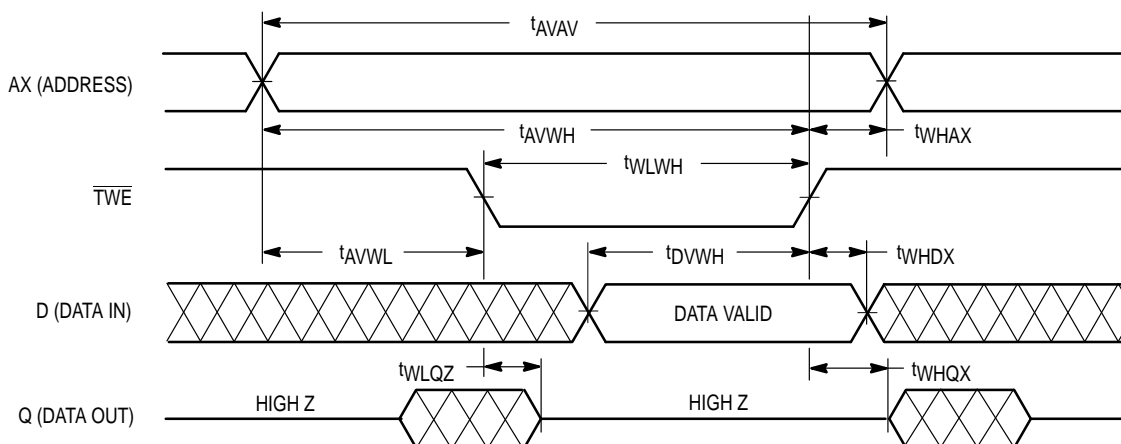 tAVAV
AX (ADDRESS)
tAVWH
tWHAX
tWLWH
TWE
tAVWL
tDVWH
tWHDX
D (DATA IN)
DATA VALID
tWLQZ
tWHQX
Q (DATA OUT)
HIGH Z
HIGH Z